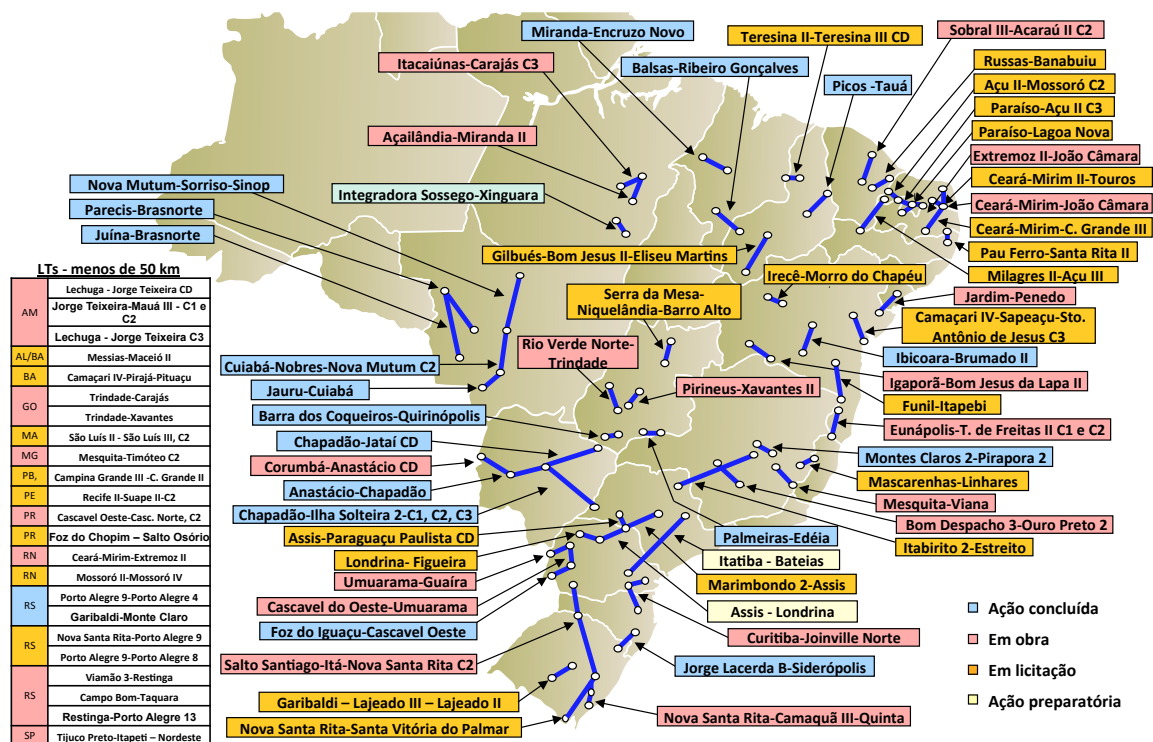 Miranda-Encruzo Novo
Teresina II-Teresina III CD
Sobral III-Acaraú II C2
Itacaiúnas-Carajás C3
Balsas-Ribeiro Gonçalves
Russas-Banabuiu
Picos -Tauá
Açu II-Mossoró C2
Paraíso-Açu II C3
Açailândia-Miranda II
Paraíso-Lagoa Nova
Extremoz II-João Câmara
Nova Mutum-Sorriso-Sinop
Integradora Sossego-Xinguara
Ceará-Mirim II-Touros
Parecis-Brasnorte
Ceará-Mirim-João Câmara
Juína-Brasnorte
Ceará-Mirim-C. Grande III
Gilbués-Bom Jesus II-Eliseu Martins
Pau Ferro-Santa Rita II
Irecê-Morro do Chapéu
Milagres II-Açu III
Serra da Mesa-
Niquelândia-Barro Alto
Jardim-Penedo
Camaçari IV-Sapeaçu-Sto.
Antônio de Jesus C3
Rio Verde Norte-
Trindade
Ibicoara-Brumado II
Cuiabá-Nobres-Nova Mutum C2
Pirineus-Xavantes II
Igaporã-Bom Jesus da Lapa II
Jauru-Cuiabá
Funil-Itapebi
Barra dos Coqueiros-Quirinópolis
Eunápolis-T. de Freitas II C1 e C2
Chapadão-Jataí CD
Montes Claros 2-Pirapora 2
Corumbá-Anastácio CD
Mascarenhas-Linhares
Anastácio-Chapadão
Mesquita-Viana
Chapadão-Ilha Solteira 2-C1, C2, C3
Bom Despacho 3-Ouro Preto 2
Assis-Paraguaçu Paulista CD
Palmeiras-Edéia
Itabirito 2-Estreito
Londrina- Figueira
Itatiba - Bateias
Umuarama-Guaíra
Marimbondo 2-Assis
Cascavel do Oeste-Umuarama
Assis - Londrina
Foz do Iguaçu-Cascavel Oeste
Curitiba-Joinville Norte
Salto Santiago-Itá-Nova Santa Rita C2
Jorge Lacerda B-Siderópolis
Garibaldi – Lajeado III – Lajeado II
Nova Santa Rita-Camaquã III-Quinta
Nova Santa Rita-Santa Vitória do Palmar
LTs - menos de 50 km
AM
Lechuga - Jorge Teixeira CD
Jorge Teixeira-Mauá III - C1 e
C2
Lechuga - Jorge Teixeira C3
AL/BA Messias-Maceió II
BA Camaçari IV-Pirajá-Pituaçu
GO
Trindade-Carajás
Trindade-Xavantes
MA São Luís II - São Luís III, C2
MG Mesquita-Timóteo C2
PB, Campina Grande III -C. Grande II
PE Recife II-Suape II-C2
PR Cascavel Oeste-Casc. Norte, C2
PR Foz do Chopim – Salto Osório
RN Ceará-Mirim-Extremoz II
RN Mossoró II-Mossoró IV
RS
Porto Alegre 9-Porto Alegre 4
Garibaldi-Monte Claro
RS
Nova Santa Rita-Porto Alegre 9
Porto Alegre 9-Porto Alegre 8
RS
Viamão 3-Restinga
Campo Bom-Taquara
Restinga-Porto Alegre 13
SP Tijuco Preto-Itapeti – Nordeste
Ação concluída
Em obra
Em licitação
Ação preparatória